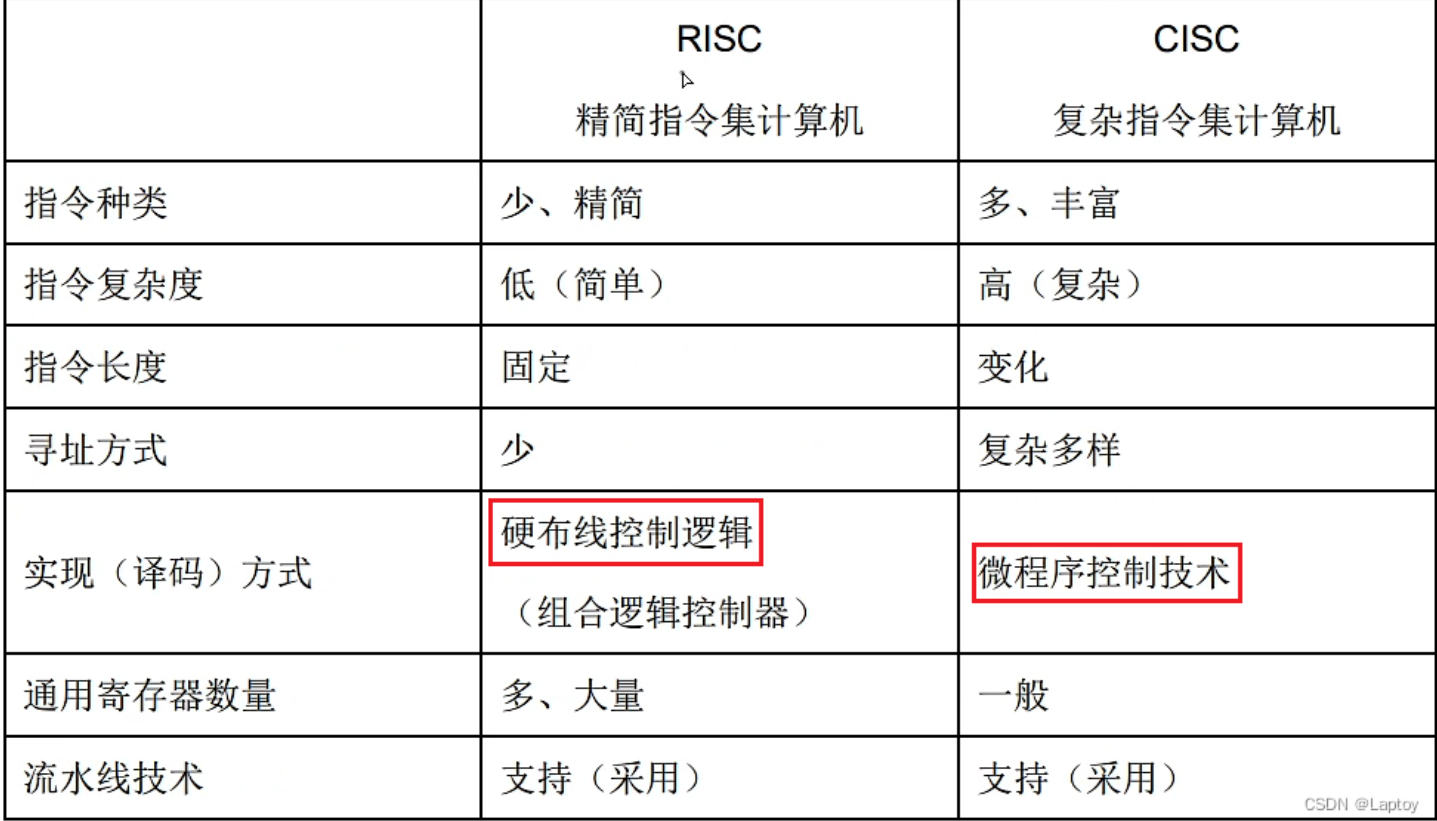 RISC
CISC
精简指令集计算机
复杂指令集计算机
指令种类
少、精简
多、丰富
指令复杂度
低（简单）
高（复杂）
指令长度
固定
变化
寻址方式
少
复杂多样
实现（译码）方式
硬布线控制逻辑
（组合逻辑控制器）
微程序控制技术
通用寄存器数量
多、大量
一般
流水线技术
支持（采用）
支持（采用）
CSDN @Laptoy